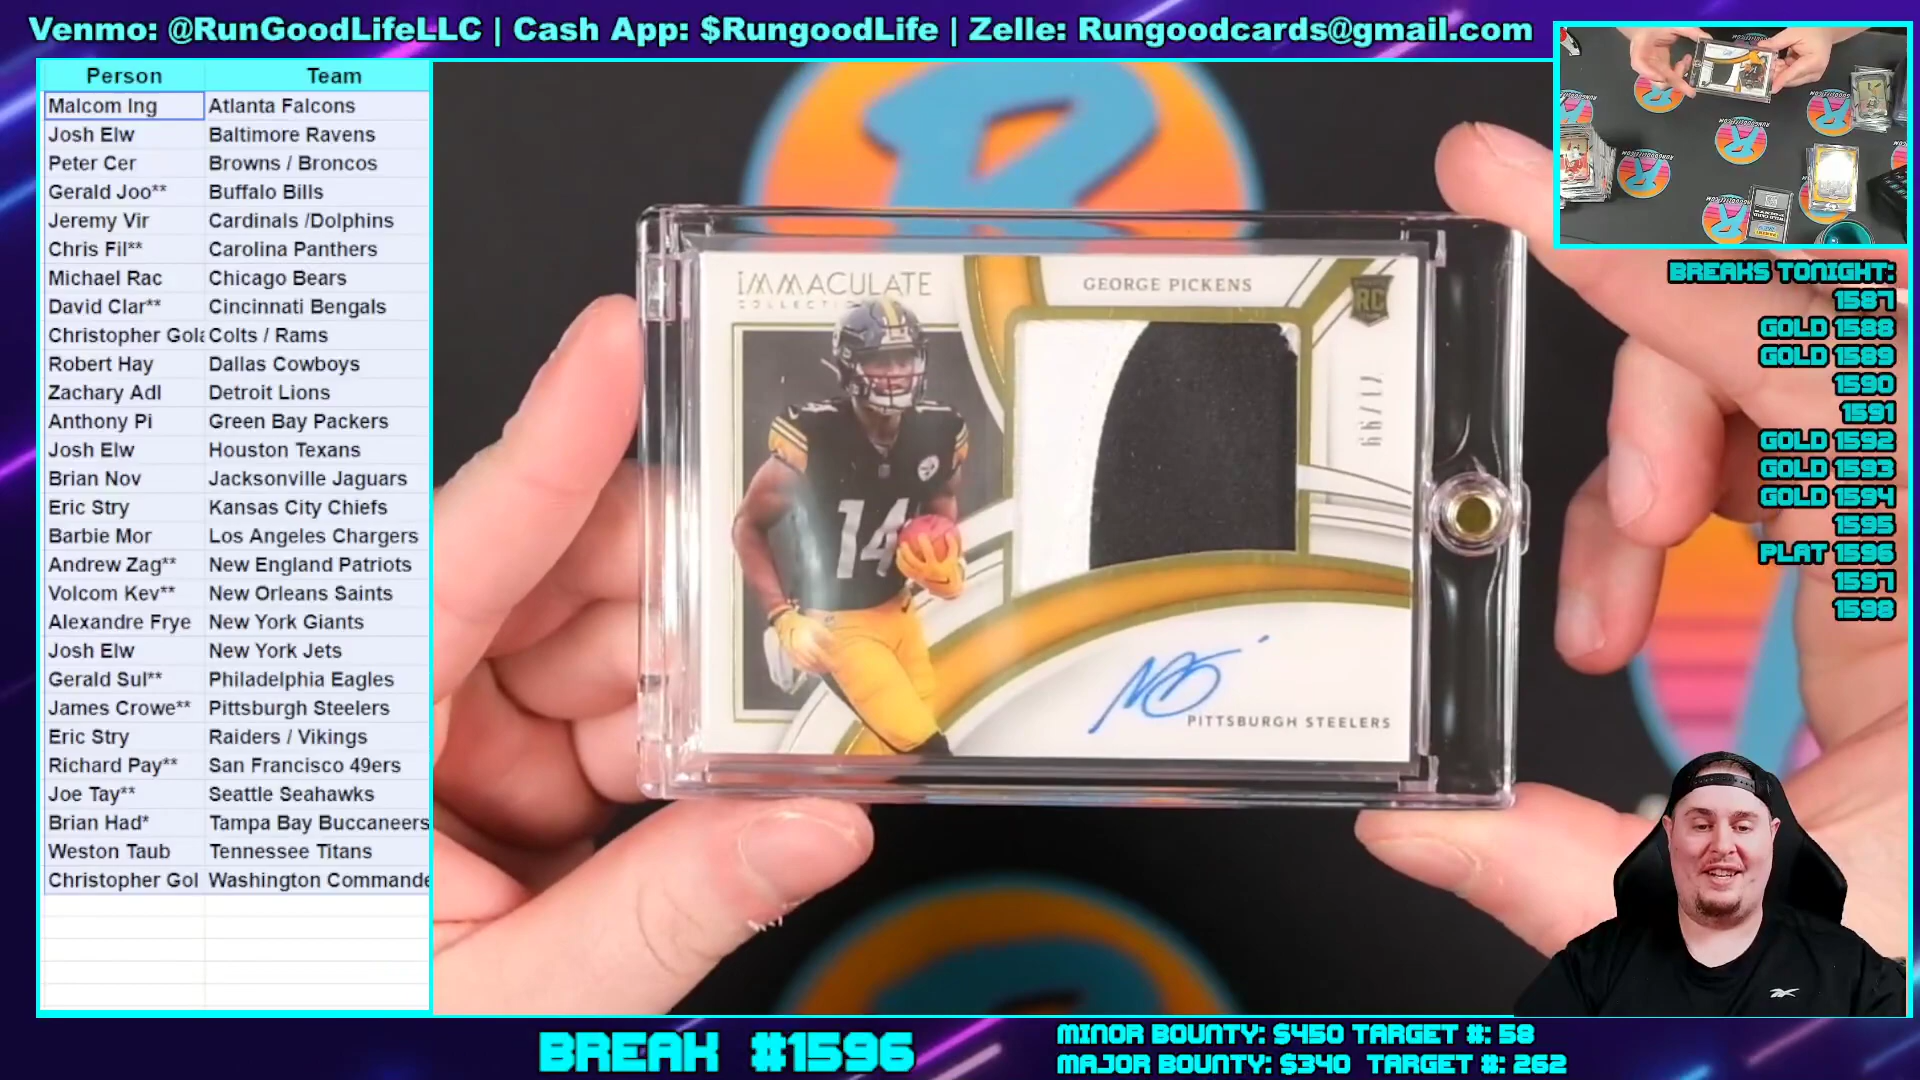 Venmo: @RunGoodLifeLLC | Cash App: $RungoodLife | Zelle: Rungoodcards@gmail.com
Person Team
Malcom Ing Atlanta Falcons
Josh Elw Baltimore Ravens
Peter Cer Browns / Broncos
Gerald Joo** Buffalo Bills
Jeremy Vir Cardinals /Dolphins
Chris Fil** Carolina Panthers
Michael Rac Chicago Bears
David Clar** Cincinnati Bengals
Christopher Gola Colts / Rams
Robert Hay Dallas Cowboys
Zachary Adl Detroit Lions
Anthony Pi Green Bay Packers
Josh Elw Houston Texans
Brian Nov Jacksonville Jaguars
Eric Stry Kansas City Chiefs
Barbie Mor Los Angeles Chargers
Andrew Zag** New England Patriots
Volcom Kev** New Orleans Saints
Alexandre Frye New York Giants
Josh Elw New York Jets
Gerald Sul** Philadelphia Eagles
James Crowe** Pittsburgh Steelers
Eric Stry Raiders / Vikings
Richard Pay** San Francisco 49ers
Joe Tay** Seattle Seahawks
Brian Had* Tampa Bay Buccaneers
Weston Taub Tennessee Titans
Christopher Gol Washington Commande
IMMACULATE
COLLECTION
GEORGE PICKENS
RC
71/99
14
PITTSBURGH STEELERS
BREAKS TONIGHT:
1587
GOLD 1588
GOLD 1589
1590
1591
GOLD 1592
GOLD 1593
GOLD 1594
1595
PLAT 1596
1597
1598
BREAK #1596
MINOR BOUNTY: $450 TARGET #: 58
MAJOR BOUNTY: $340 TARGET #: 262